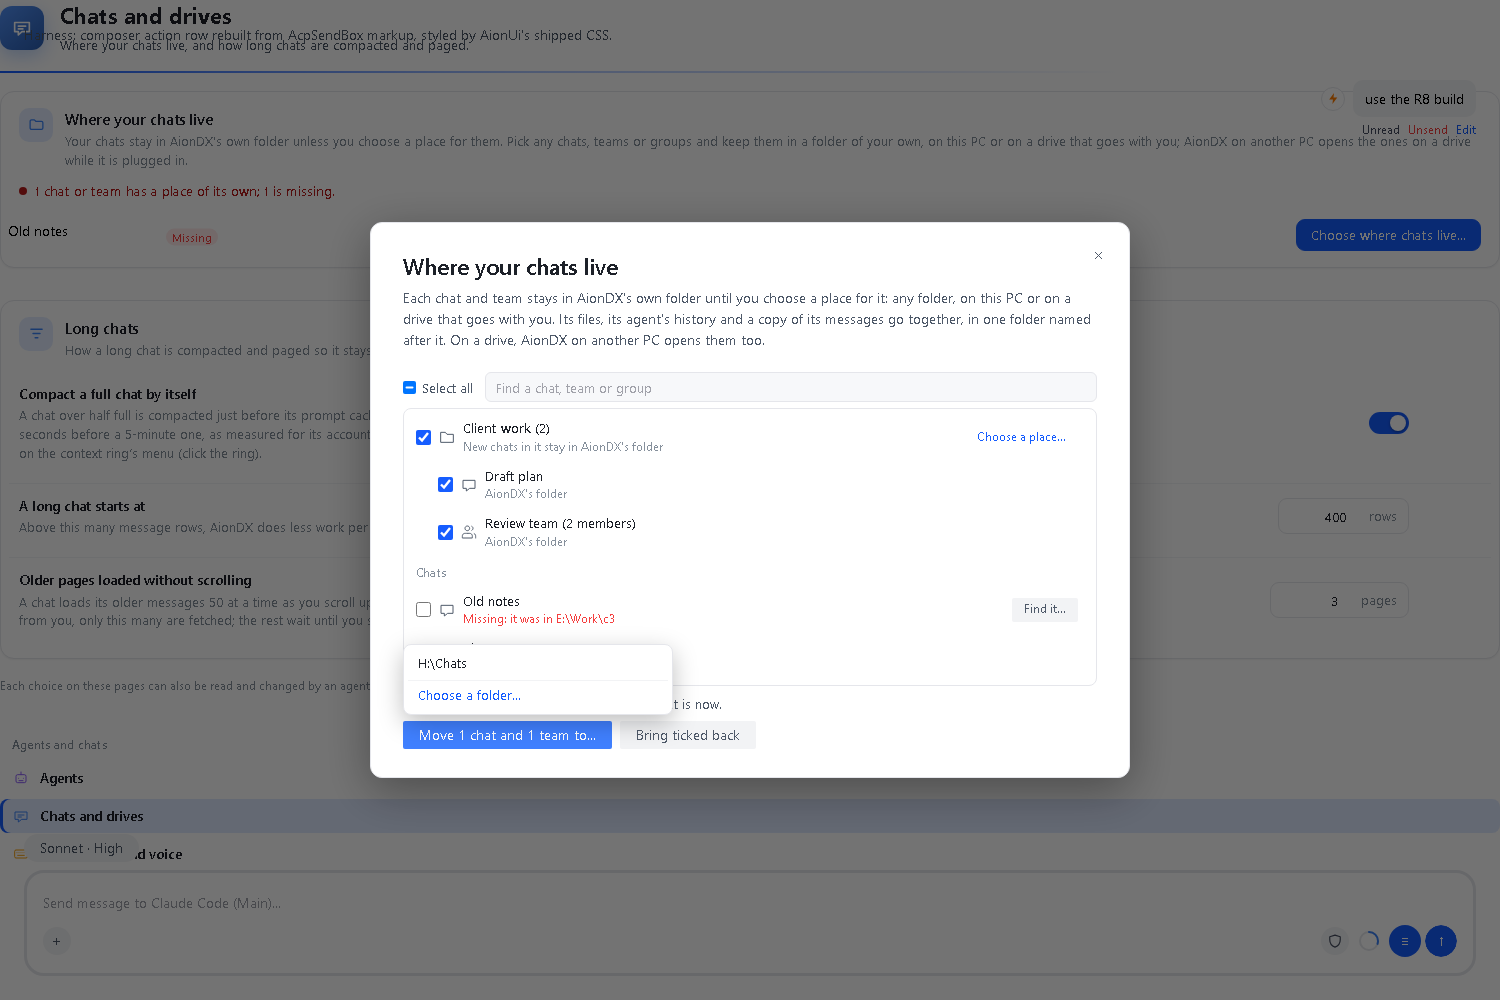 Chats and drives
rness; composer action row rebuilt from AcpSendBox markup, styled by AionUi's shipped CSS.
Where your chats live, and how long chats are compacted and paged.
use the R8 build
Unread Unsend Edit
Where your chats live
Your chats stay in AionDX's own folder unless you choose a place for them. Pick any chats, teams or groups and keep them in a folder of your own, on this PC or on a drive that goes with you; AionDX on another PC opens the ones on a drive
while it is plugged in.
1 chat or team has a place of its own; 1 is missing.
Old notes
Missing
Choose where chats live...
Long chats
How a long chat is compacted and paged so it stays
Compact a full chat by itself
A chat over half full is compacted just before its prompt cac
seconds before a 5-minute one, as measured for its account
on the context ring's menu (click the ring).
A long chat starts at
Above this many message rows, AionDX does less work per
400 rows
Older pages loaded without scrolling
A chat loads its older messages 50 at a time as you scroll up
from you, only this many are fetched; the rest wait until you s
3 pages
Each choice on these pages can also be read and changed by an agent
Where your chats live
Each chat and team stays in AionDX's own folder until you choose a place for it: any folder, on this PC or on a
drive that goes with you. Its files, its agent's history and a copy of its messages go together, in one folder named
after it. On a drive, AionDX on another PC opens them too.
Select all
Find a chat, team or group
Client work (2)
New chats in it stay in AionDX's folder
Choose a place...
Draft plan
AionDX's folder
Review team (2 members)
AionDX's folder
Chats
Old notes
Missing: it was in E:\Work\c3
Find it...
H:\Chats
Choose a folder...
t is now.
Move 1 chat and 1 team to...
Bring ticked back
Agents and chats
Agents
Chats and drives
Sonnet · High
d voice
Send message to Claude Code (Main)...